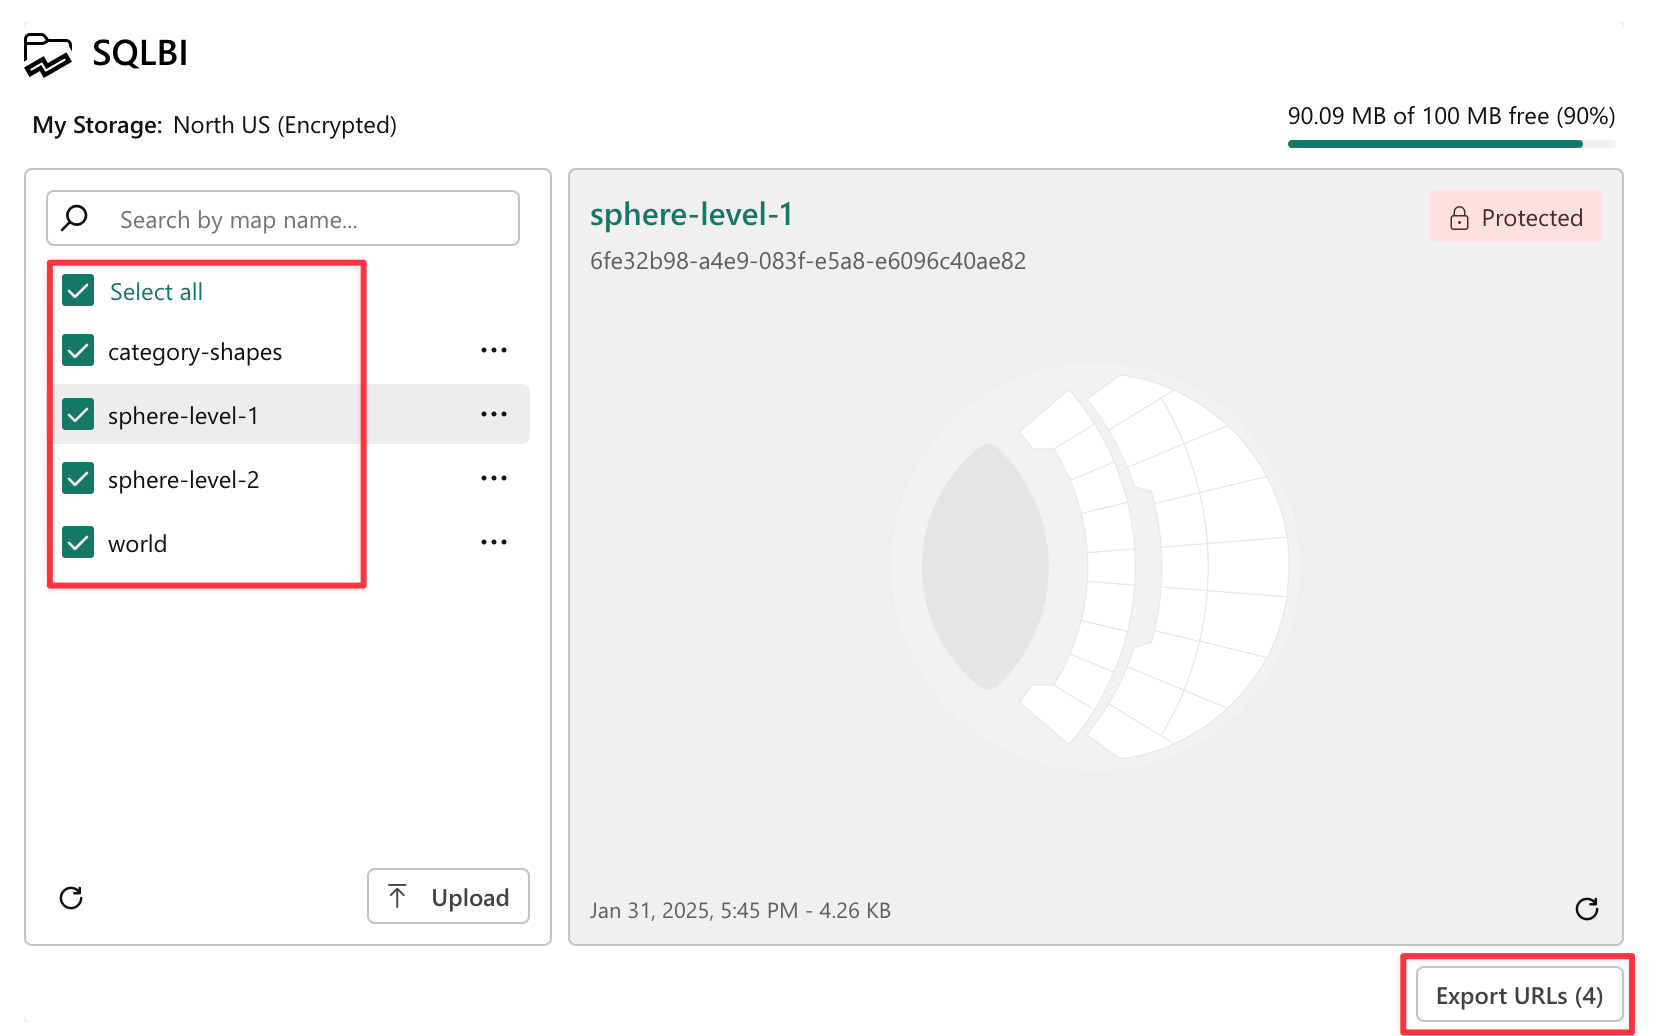 SQLBI
My Storage: North US (Encrypted)
90.09 MB of 100 MB free (90%)
Search by map name...
Select all
category-shapes
sphere-level-1
sphere-level-2
world
Upload
sphere-level-1
Protected
6fe32b98-a4e9-083f-e5a8-e6096c40ae82
Jan 31, 2025, 5:45 PM - 4.26 KB
Export URLs (4)